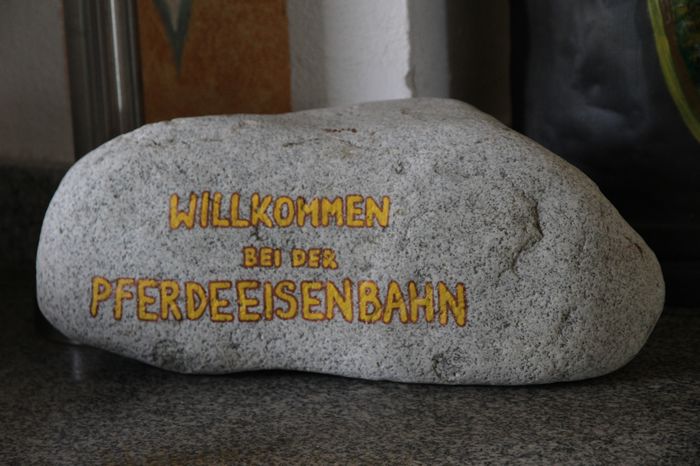 WILLKOMMEN
BEI DER
PFERDEEISENBAHN